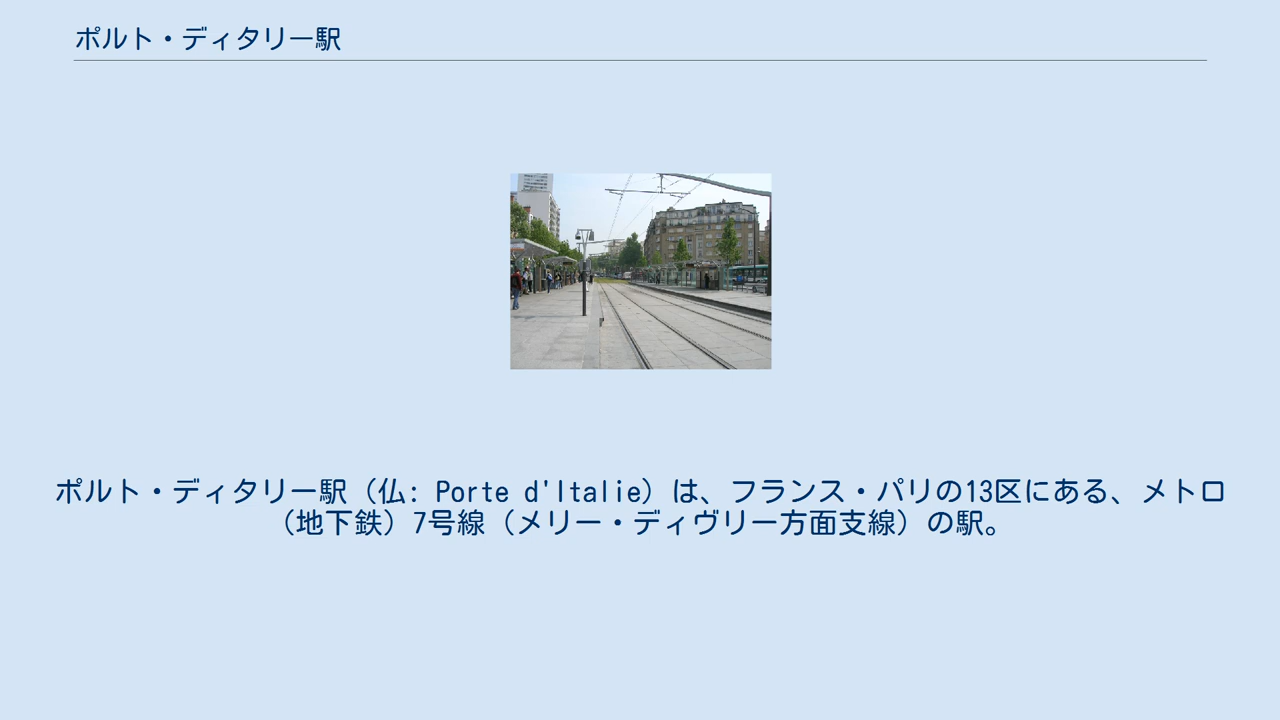 ポルト・ディタリー駅
ポルト・ディタリー駅（仏: Porte d'Italie）は、フランス・パリの13区にある、メトロ
（地下鉄）7号線（メリー・ディヴリー方面支線）の駅。